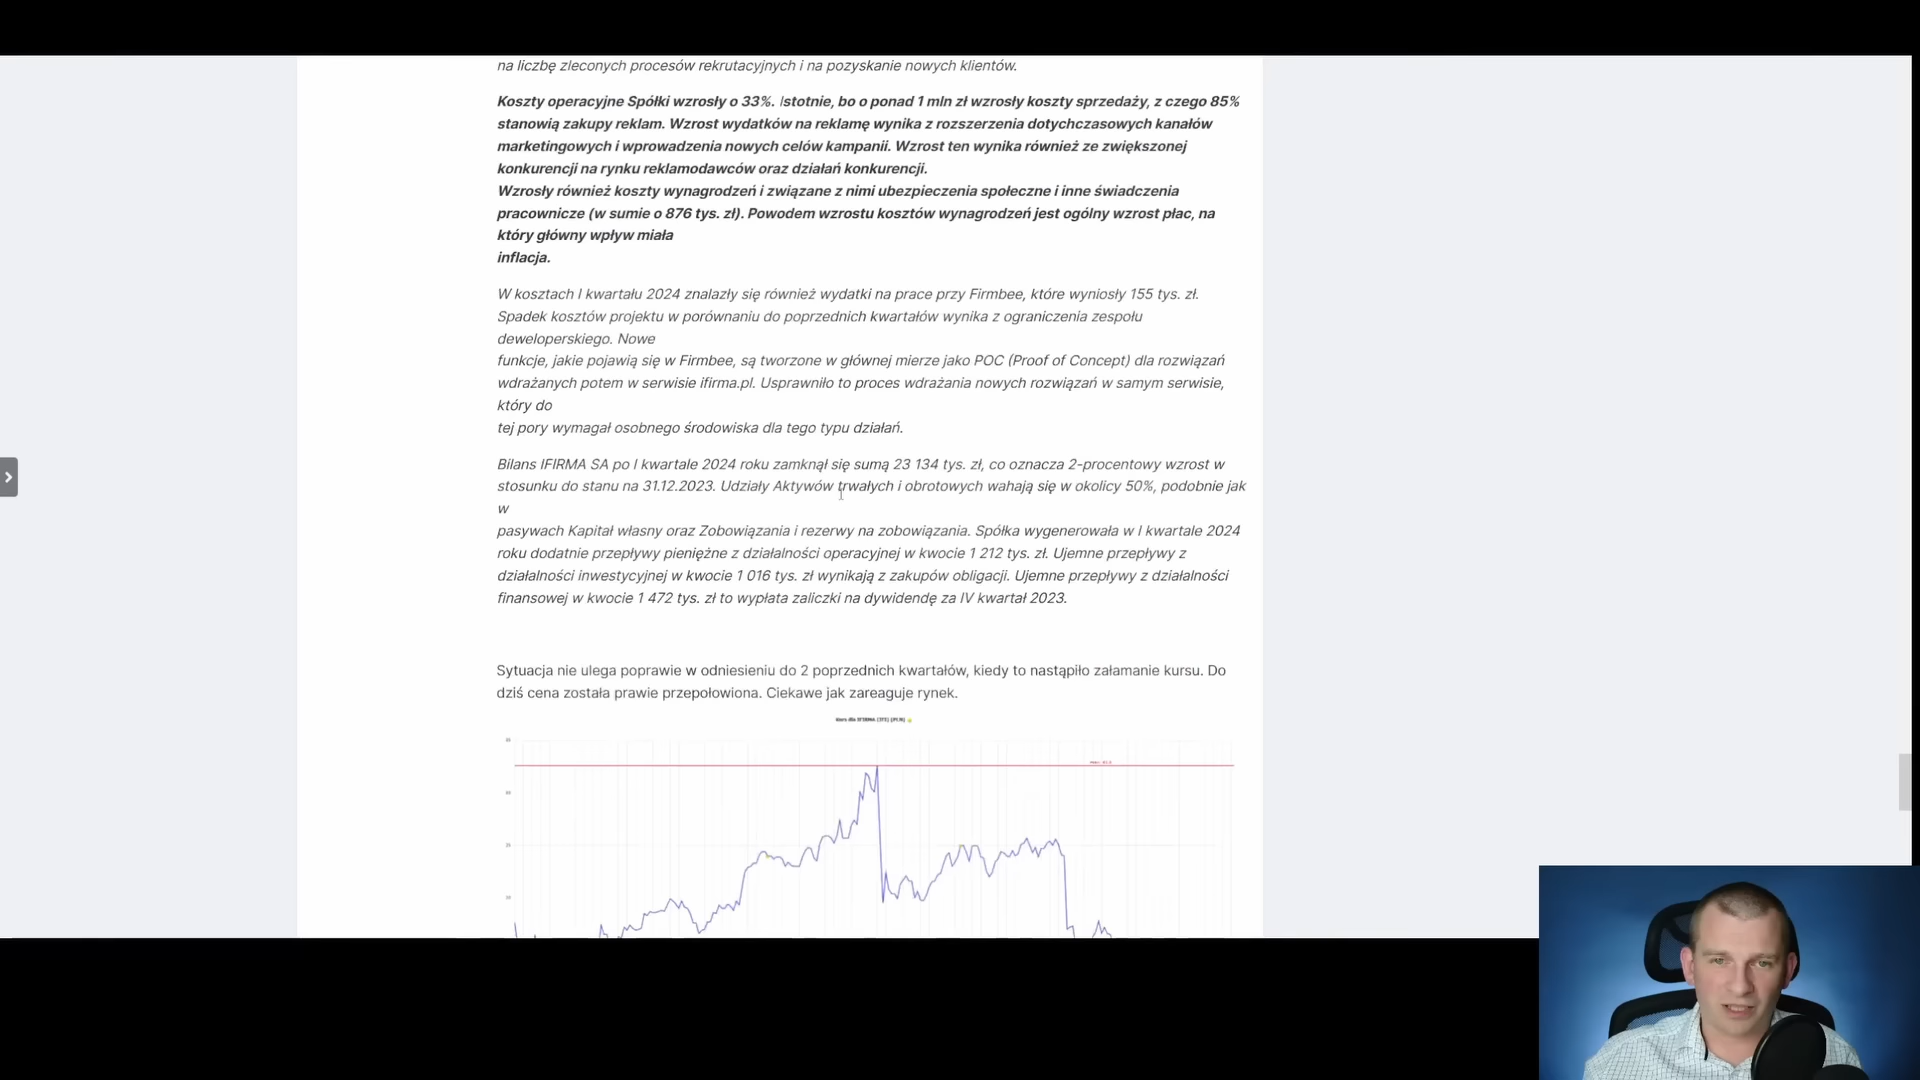 na liczbę zleconych procesów rekrutacyjnych i na pozyskanie nowych klientów.
Koszty operacyjne Spółki wzrosły o 33%. Istotnie, bo o ponad 1 mln zł wzrosły koszty sprzedaży, z czego 85%
stanowią zakupy reklam. Wzrost wydatków na reklamę wynika z rozszerzenia dotychczasowych kanałów
marketingowych i wprowadzenia nowych celów kampanii. Wzrost ten wynika również ze zwiększonej
konkurencji na rynku reklamodawców oraz działań konkurencji.
Wzrosły również koszty wynagrodzeń i związane z nimi ubezpieczenia społeczne i inne świadczenia
pracownicze (w sumie o 876 tys. zł). Powodem wzrostu kosztów wynagrodzeń jest ogólny wzrost płac, na
który główny wpływ miała
inflacja.
W kosztach I kwartału 2024 znalazły się również wydatki na prace przy Firmbee, które wyniosły 155 tys. zł.
Spadek kosztów projektu w porównaniu do poprzednich kwartałów wynika z ograniczenia zespołu
deweloperskiego. Nowe
funkcje, jakie pojawią się w Firmbee, są tworzone w głównej mierze jako POC (Proof of Concept) dla rozwiązań
wdrażanych potem w serwisie ifirma.pl. Usprawniło to proces wdrażania nowych rozwiązań w samym serwisie,
który do
tej pory wymagał osobnego środowiska dla tego typu działań.
Bilans IFIRMA SA po I kwartale 2024 roku zamknął się sumą 23 134 tys. zł, co oznacza 2-procentowy wzrost w
stosunku do stanu na 31.12.2023. Udziały Aktywów trwałych i obrotowych wahają się w okolicy 50%, podobnie jak
w
pasywach Kapitał własny oraz Zobowiązania i rezerwy na zobowiązania. Spółka wygenerowała w I kwartale 2024
roku dodatnie przepływy pieniężne z działalności operacyjnej w kwocie 1 212 tys. zł. Ujemne przepływy z
działalności inwestycyjnej w kwocie 1 016 tys. zł wynikają z zakupów obligacji. Ujemne przepływy z działalności
finansowej w kwocie 1 472 tys. zł to wypłata zaliczki na dywidendę za IV kwartał 2023.
Sytuacja nie ulega poprawie w odniesieniu do 2 poprzednich kwartałów, kiedy to nastąpiło załamanie kursu. Do
dziś cena została prawie przepołowiona. Ciekawe jak zareaguje rynek.